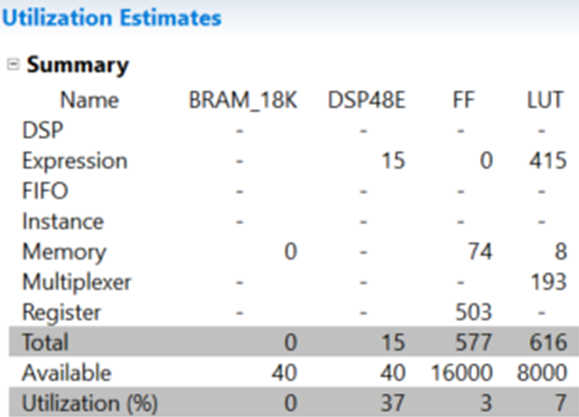 Utilization Estimates
Summary
Name BRAM_18K DSP48E FF LUT
DSP - - - -
Expression - 15 0 415
FIFO - - - -
Instance - - - -
Memory 0 - 74 8
Multiplexer - - - 193
Register - - 503 -
Total 0 15 577 616
Available 40 40 16000 8000
Utilization (%) 0 37 3 7